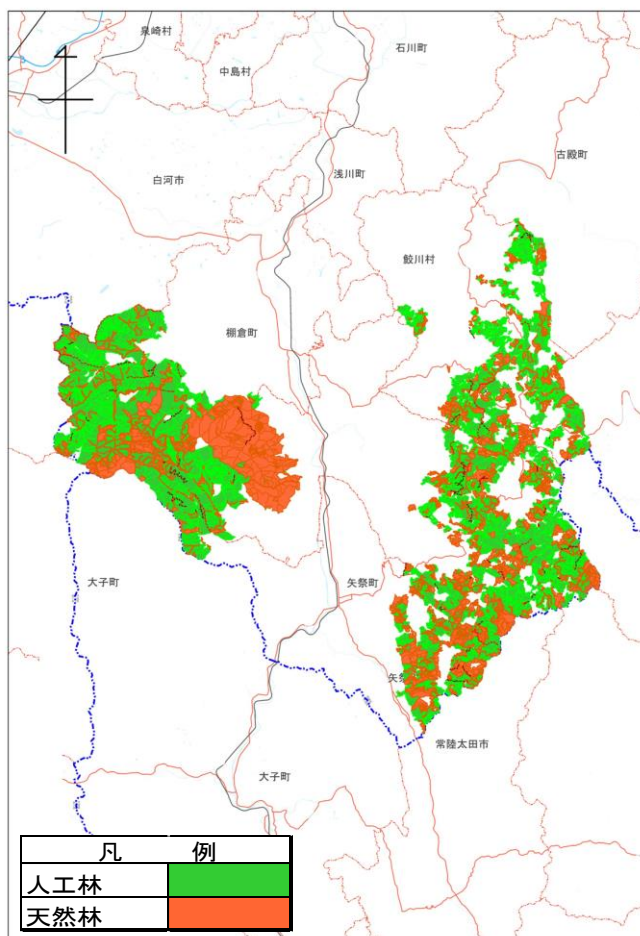 泉崎村
石川町
中島村
古殿町
白河市
浅川町
鮫川村
棚倉町
大子町
矢祭町
矢祭
常陸太田市
大子町
凡 例
人工林
天然林